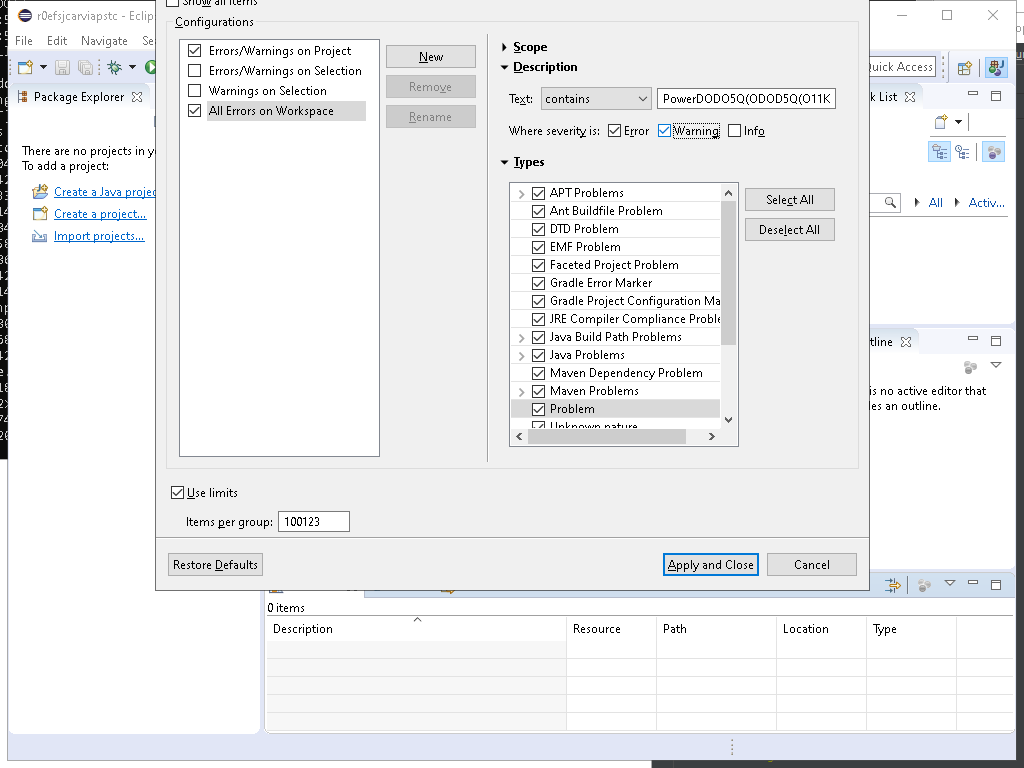 r0efsjcarviapstc - Eclip
Show all items
File Edit Navigate Se
Configurations
Errors/Warnings on Project
Errors/Warnings on Selection
Warnings on Selection
All Errors on Workspace
New
Remove
Rename
Scope
Description
Text: contains PowerDODO5Q(ODOD5Q(O11K
Where severity is: Error Warning Info
Types
APT Problems
Ant Buildfile Problem
DTD Problem
EMF Problem
Faceted Project Problem
Gradle Error Marker
Gradle Project Configuration Ma
JRE Compiler Compliance Proble
Java Build Path Problems
Java Problems
Maven Dependency Problem
Maven Problems
Problem
Unknown nature
Select All
Deselect All
Use limits
Items per group: 100123
Restore Defaults
Apply and Close
Cancel
Package Explorer
There are no projects in y
To add a project:
Create a Java projec
Create a project...
Import projects...
Quick Access
k List
All Activ...
tline
is no active editor that
les an outline.
0 items
Description Resource Path Location Type